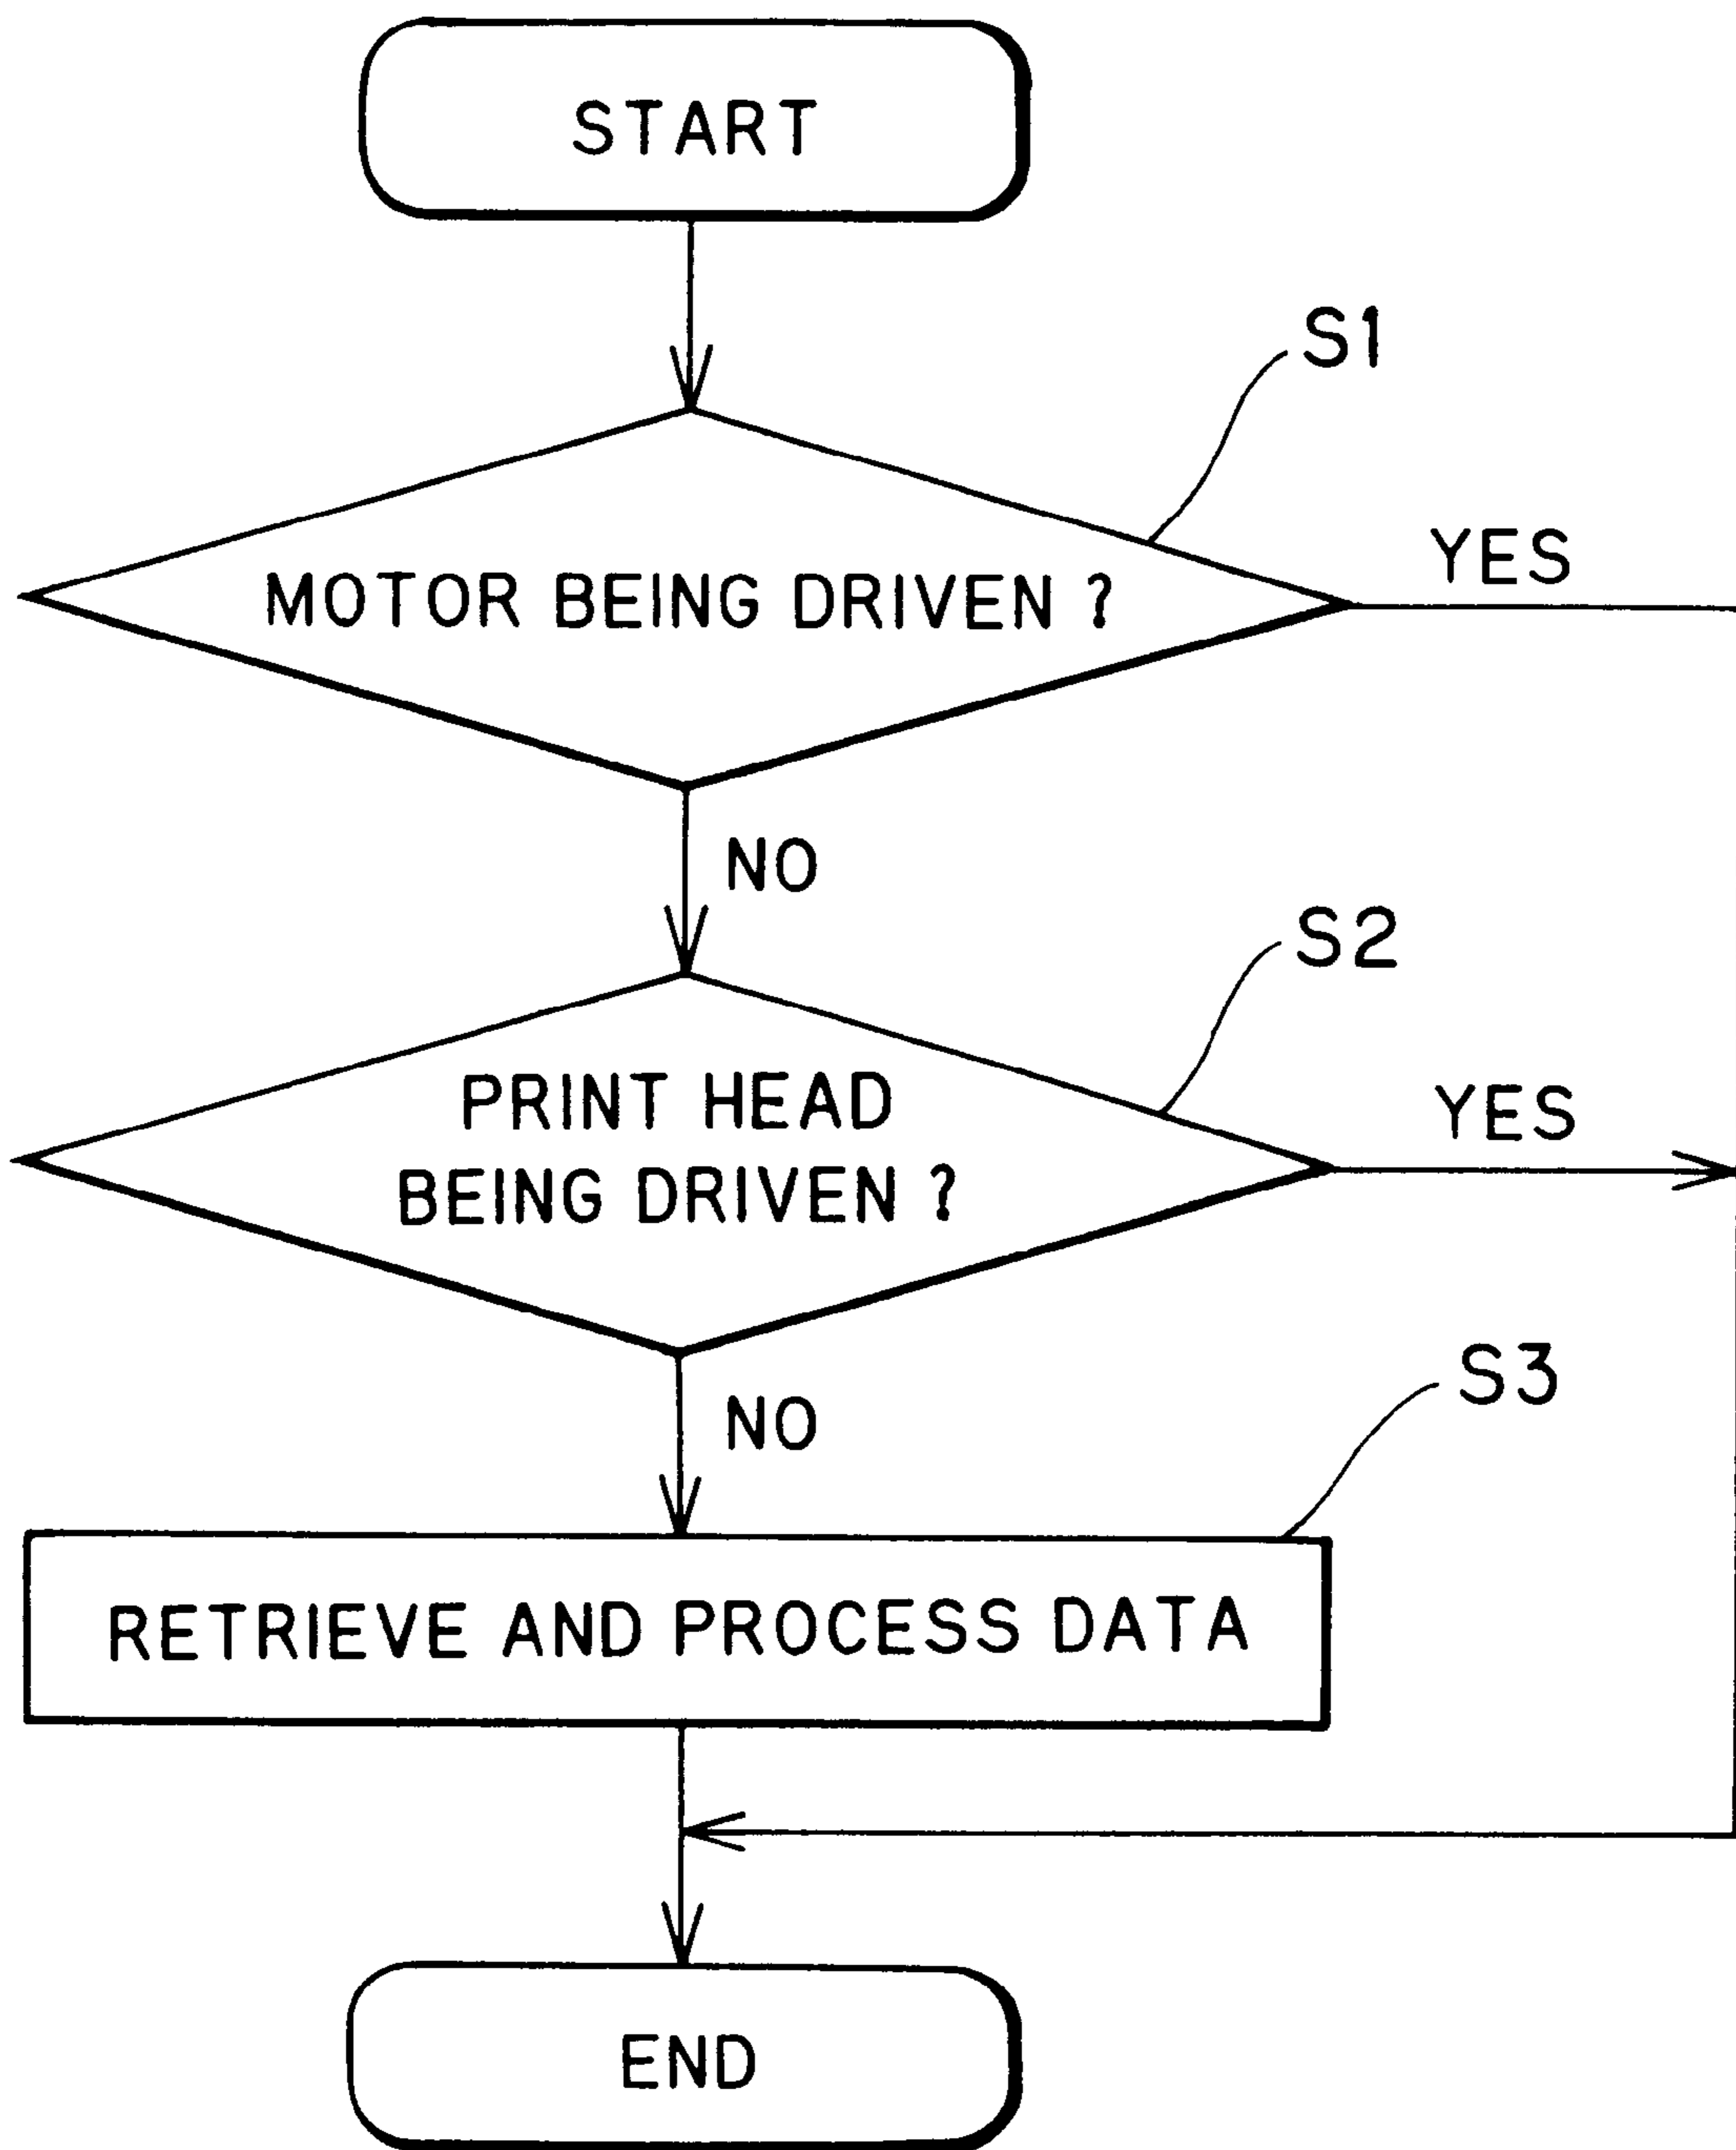 START
S1
MOTOR BEING DRIVEN ?
YES
NO
S2
PRINT HEAD
BEING DRIVEN ?
YES
NO
S3
RETRIEVE AND PROCESS DATA
END